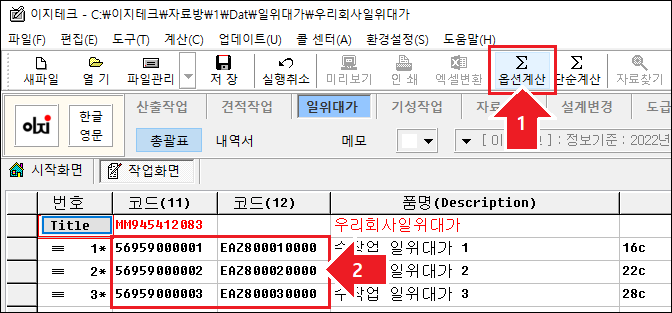 이지테크 - C:₩이지테크₩자료방₩1₩Dat₩일위대가₩우리회사일위대가
파일(F) 편집(E) 도구(T) 계산(C) 업데이트(U) 콜 센터(A) 환경설정(S) 도움말(H)
새파일 열 기 파일관리 저 장 실행취소 미리보기 인 쇄 엑셀변환 옵션계산 단순계산 자료찾기
산출작업 견적작업 일위대가 기성작업 자료 설계변경 도급
한글
영문
총괄표 내역서 메모 [ 이 ] : 정보기준 : 2022년
1
시작화면 작업화면
번호 코드(11) 코드(12) 품명(Description)
Title MM945412083 우리회사일위대가
1* 56959000001 EAZ800010000 수작업 일위대가 1 16c
2* 56959000002 EAZ800020000 작업 일위대가 2 22c
2
3* 56959000003 EAZ800030000 수작업 일위대가 3 28c